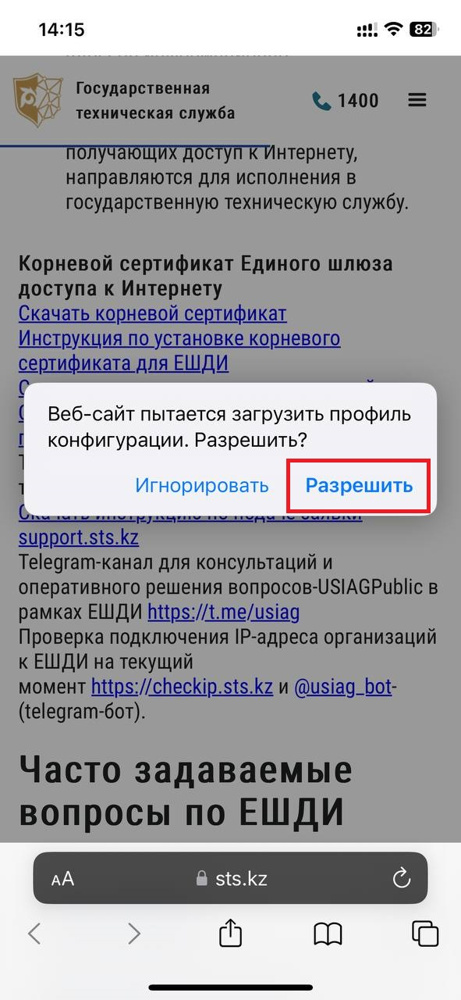 14:15
82
Государственная
техническая служба
1400
получающих доступ к Интернету,
направляются для исполнения в
государственную техническую службу.
Корневой сертификат Единого шлюза
доступа к Интернету
Скачать корневой сертификат
Инструкция по установке корневого
сертификата для ЕШДИ
Веб-сайт пытается загрузить профиль
конфигурации. Разрешить?
Игнорировать
Разрешить
Скачать инструкцию по подаче заявки
support.sts.kz
Telegram-канал для консультаций и
оперативного решения вопросов-USIAGPublic в
рамках ЕШДИ https://t.me/usiag
Проверка подключения IP-адреса организаций
к ЕШДИ на текущий
момент https://checkip.sts.kz и @usiag_bot-
(telegram-бот).
Часто задаваемые
вопросы по ЕШДИ
AA
sts.kz